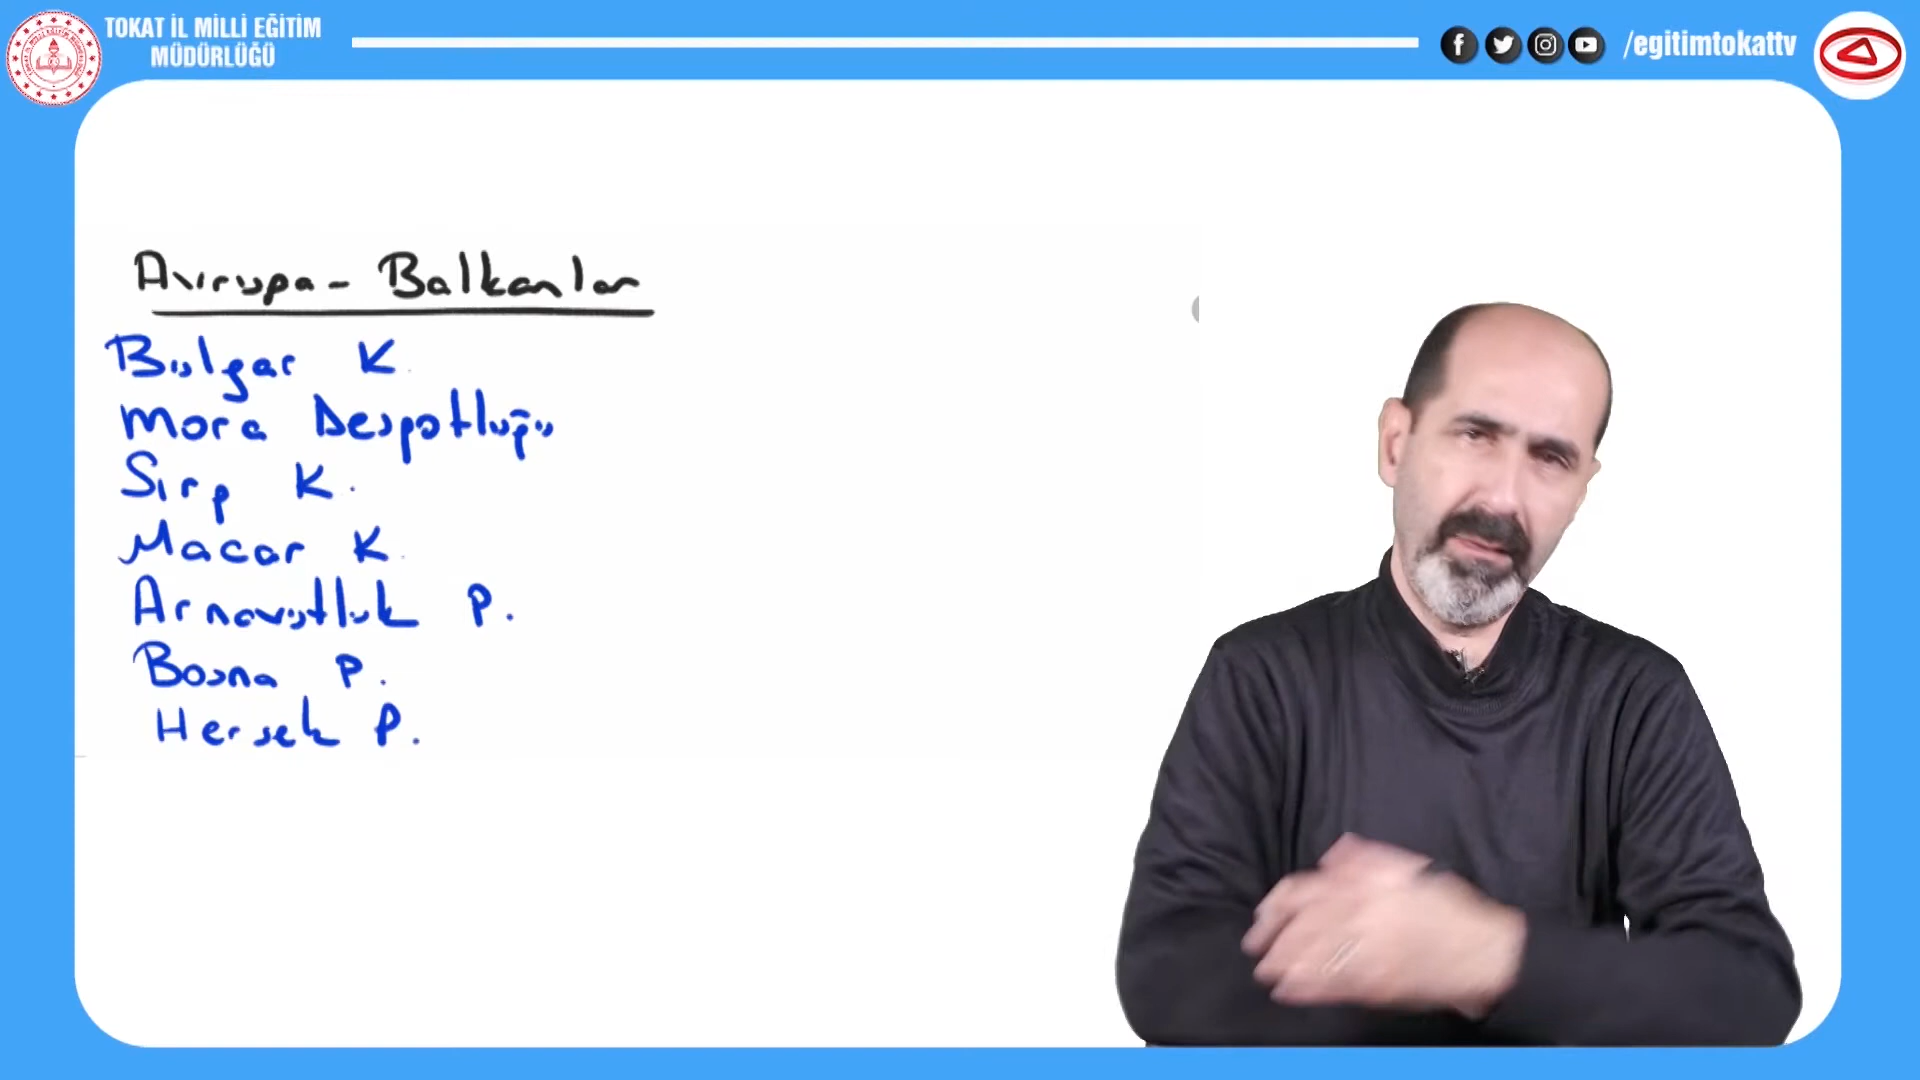 TOKAT İL MİLLİ EĞİTİM
MÜDÜRLÜĞÜ
/egitimtokattv
Avrupa - Balkanlar
Bulgar K.
Mora Despotluğu
Sırp K.
Macar K.
Arnavutluk P.
Bosna P.
Hersek P.